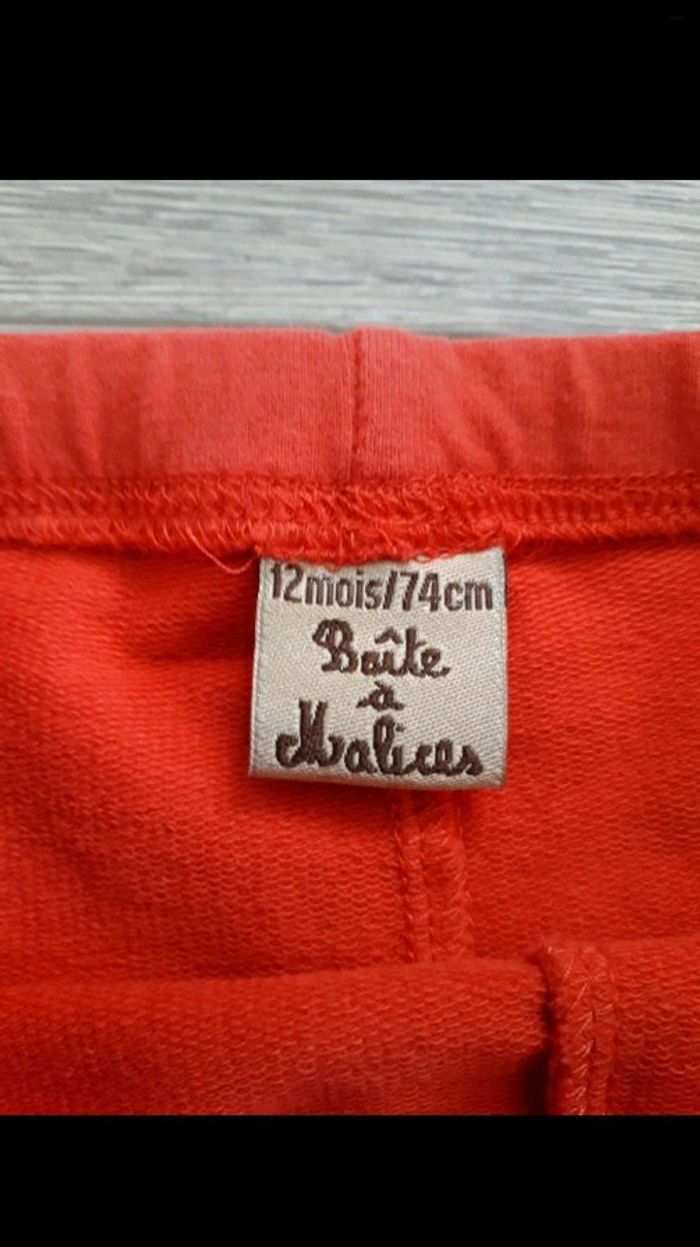 12mois/74cm
Boîte
à
Malices